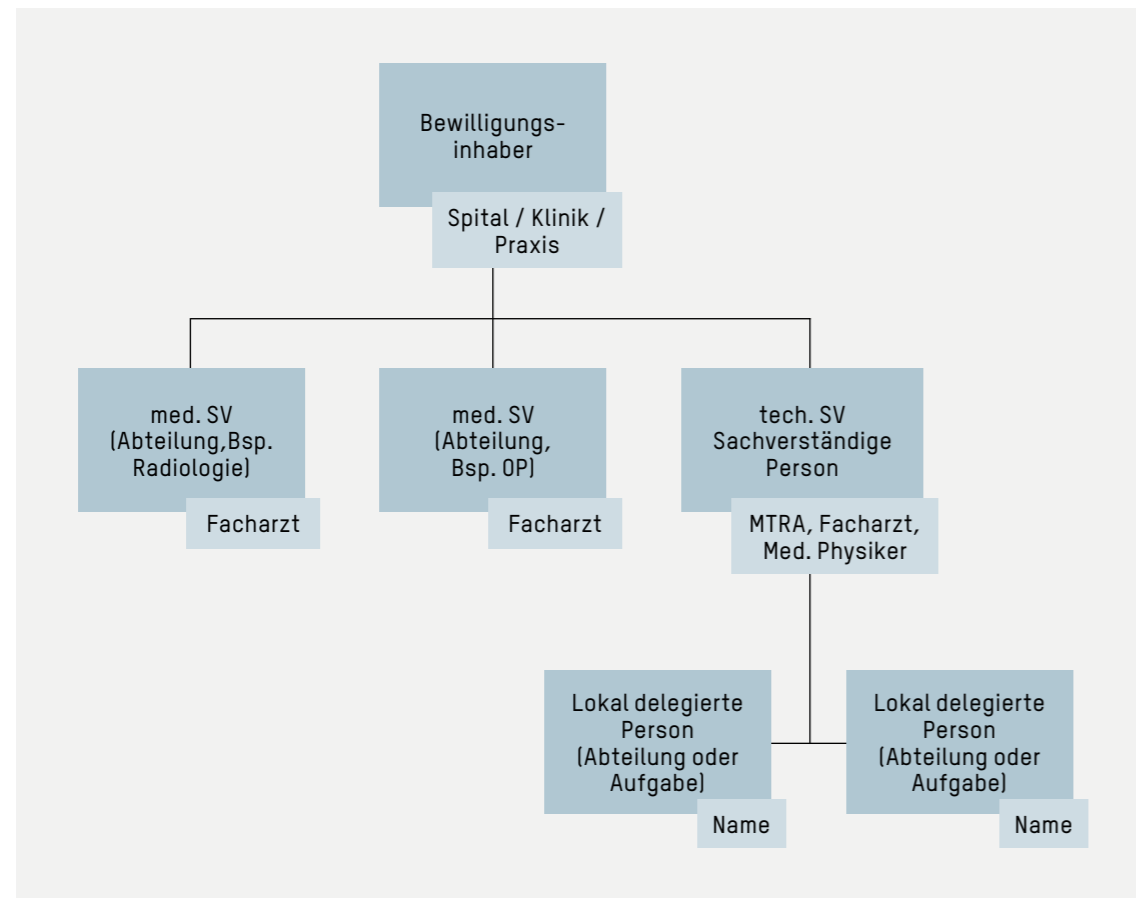 Bewilligungs-
inhaber
Spital / Klinik /
Praxis
med. SV
(Abteilung,Bsp.
Radiologie)
Facharzt
med. SV
(Abteilung,
Bsp. OP)
Facharzt
tech. SV
Sachverständige
Person
MTRA, Facharzt,
Med. Physiker
Lokal delegierte
Person
(Abteilung oder
Aufgabe)
Name
Lokal delegierte
Person
(Abteilung oder
Aufgabe)
Name